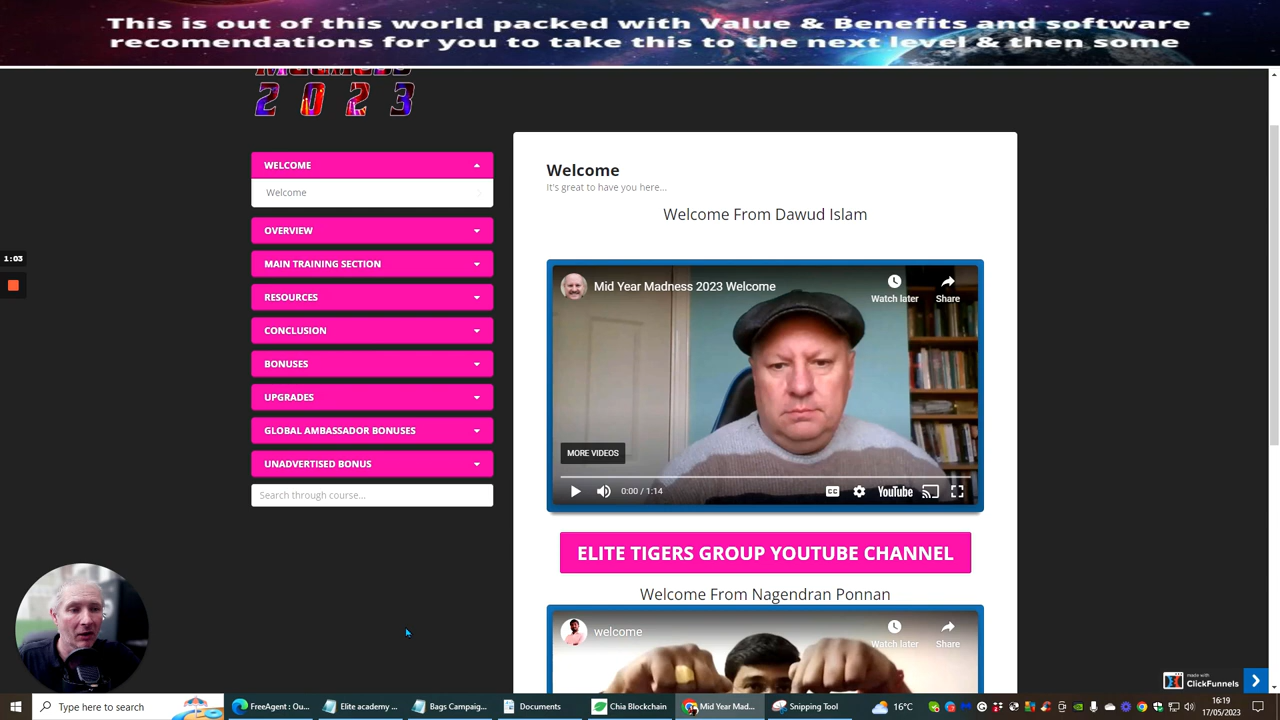 This is out of this world packed with Value & Benefits and software
recomendations for you to take this to the next level & then some
2023
WELCOME
Welcome
OVERVIEW
MAIN TRAINING SECTION
RESOURCES
CONCLUSION
BONUSES
UPGRADES
GLOBAL AMBASSADOR BONUSES
UNADVERTISED BONUS
Search through course...
1:03
Welcome
It's great to have you here...
Welcome From Dawud Islam
Mid Year Madness 2023 Welcome
Watch later
Share
MORE VIDEOS
0:00 / 1:14
CC
YouTube
ELITE TIGERS GROUP YOUTUBE CHANNEL
Welcome From Nagendran Ponnan
welcome
Watch later
Share
made with
ClickFunnels
Type here to search
FreeAgent : Ou...
Elite academy ...
Bags Campaig...
Documents
Chia Blockchain
Mid Year Mad...
Snipping Tool
16°C
16:19
17/05/2023